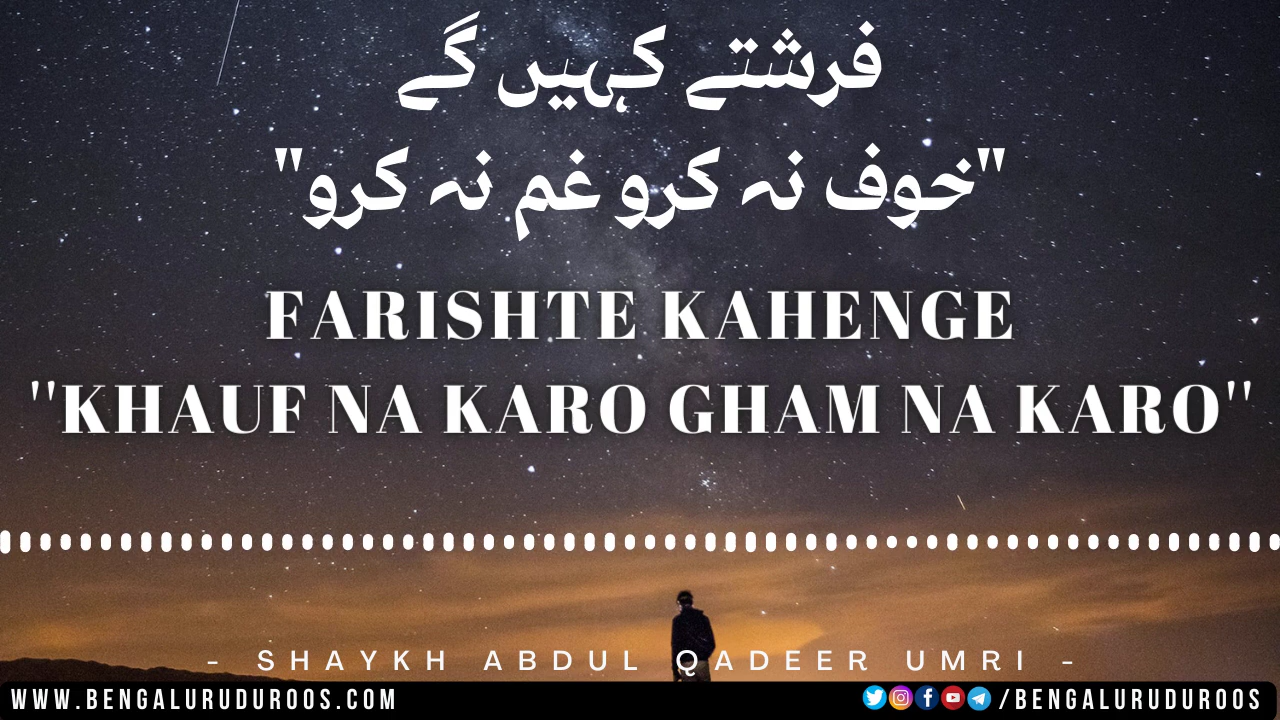 فرشتے کہیں گے
"خوف نہ کرو غم نہ کرو"
FARISHTE KAHENGE
"KHAUF NA KARO GHAM NA KARO"
- SHAYKH ABDUL QADEER UMRI -
WWW.BENGALURUDUROOS.COM
/BENGALURUDUROOS